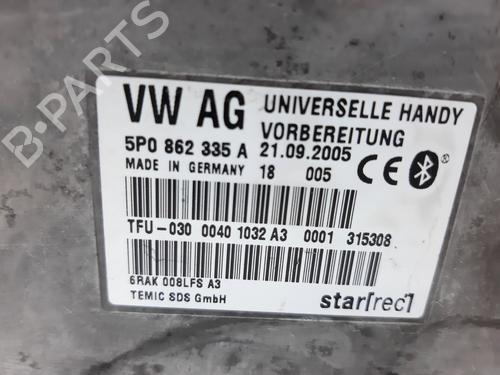 B-PARTS
VW AG UNIVERSELLE HANDY
VORBEREITUNG
5P0 862 335 A 21.09.2005
MADE IN GERMANY 18 005
CE
TFU-030 0040 1032 A3 0001 315308
6RAK 008LFS A3
TEMIC SDS GmbH
star[rec]